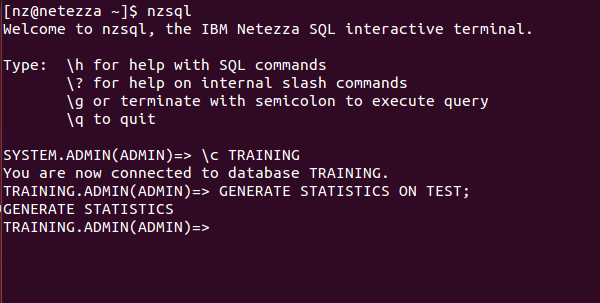 [nz@netezza ~]$ nzsql
Welcome to nzsql, the IBM Netezza SQL interactive terminal.
Type:  \h for help with SQL commands
       \? for help on internal slash commands
       \g or terminate with semicolon to execute query
       \q to quit
SYSTEM.ADMIN(ADMIN)=> \c TRAINING
You are now connected to database TRAINING.
TRAINING.ADMIN(ADMIN)=> GENERATE STATISTICS ON TEST;
GENERATE STATISTICS
TRAINING.ADMIN(ADMIN)=>